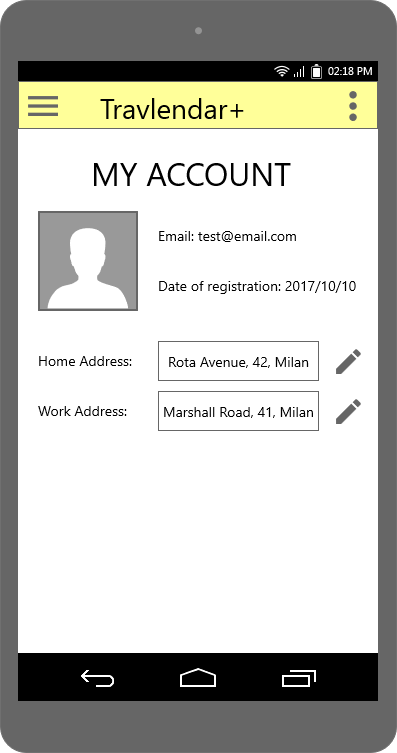 02:18 PM
Travlendar+
MY ACCOUNT
Email: test@email.com
Date of registration: 2017/10/10
Home Address: Rota Avenue, 42, Milan
Work Address: Marshall Road, 41, Milan